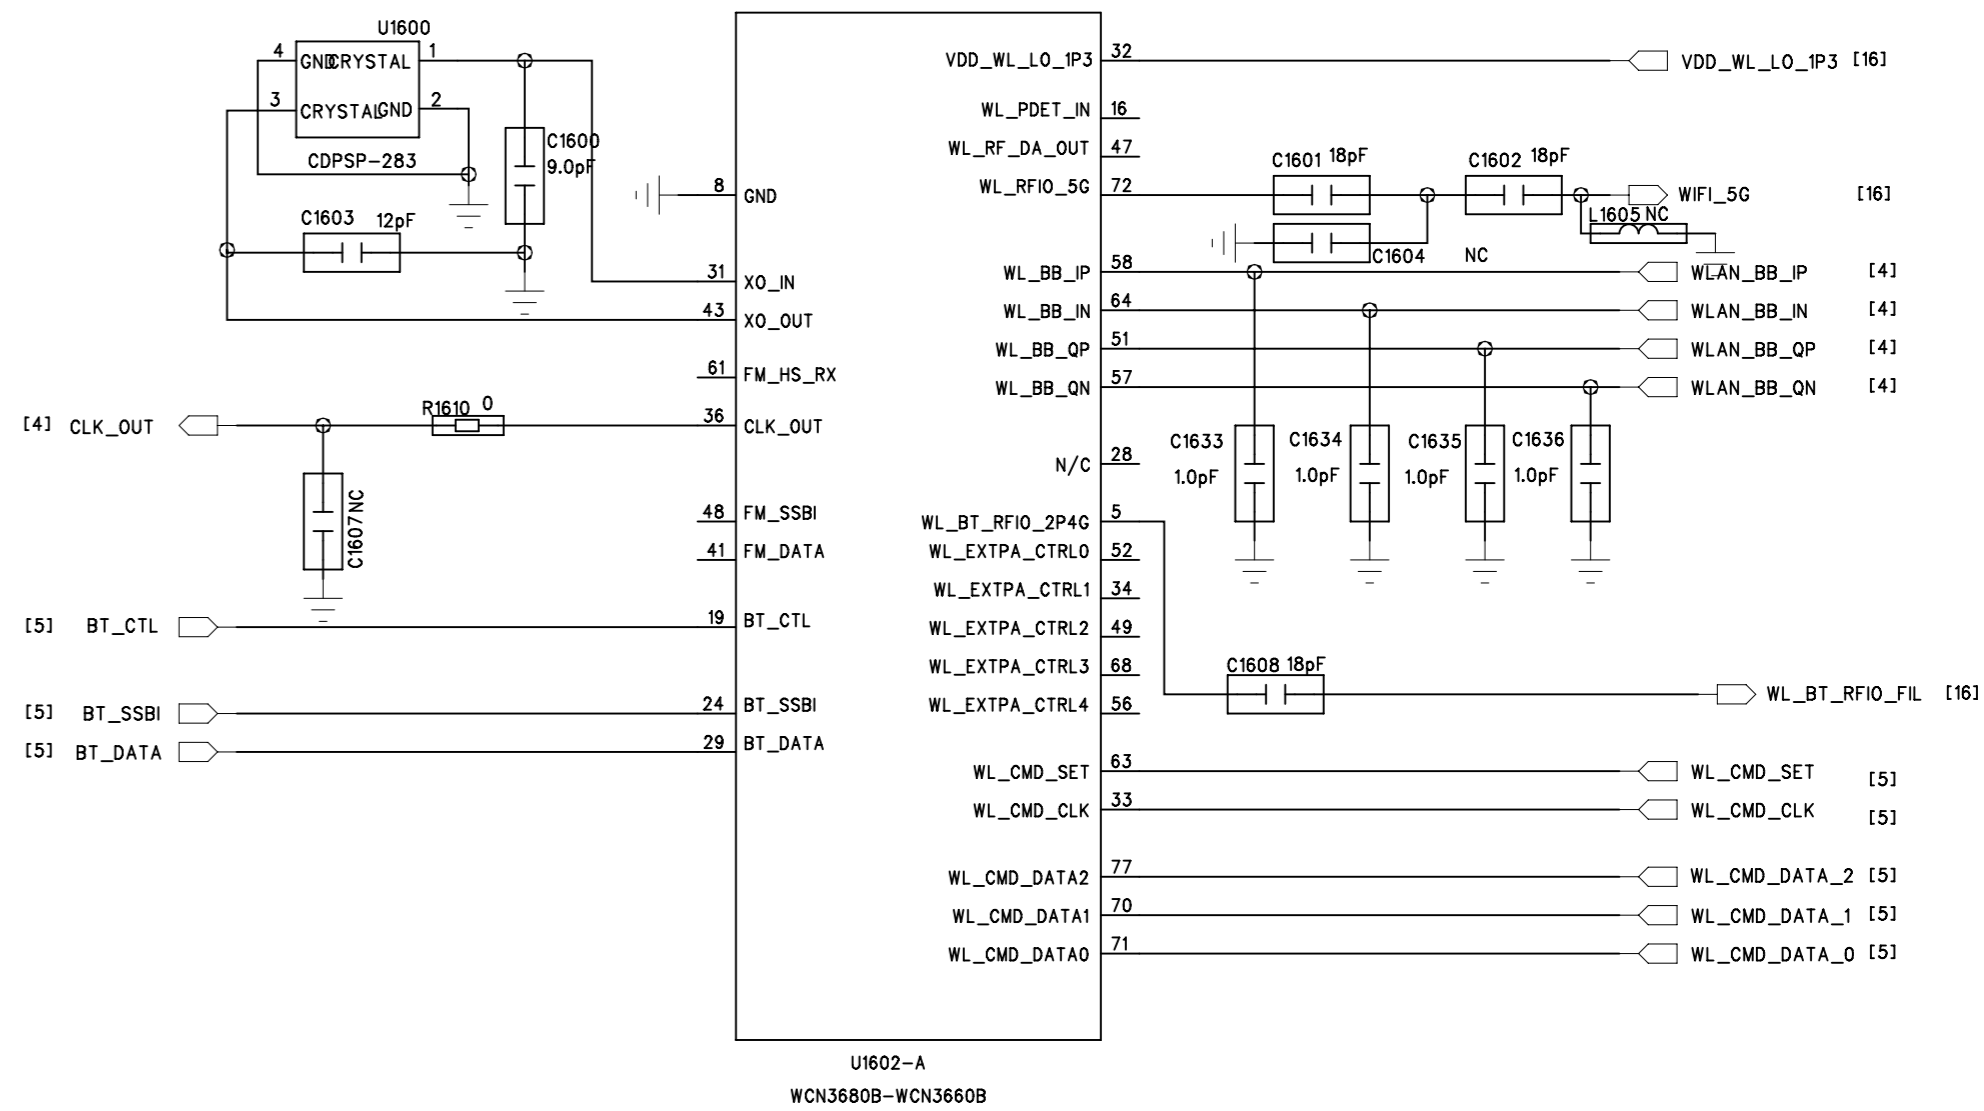 U1600
4 GND CRYSTAL 1
3 CRYSTAL GND 2
CDPSP-283
C1600
9.0pF
C1603 12pF
8 GND
31 XO_IN
43 XO_OUT
61 FM_HS_RX
[4] CLK_OUT R1610 0 36 CLK_OUT
C1607 NC
48 FM_SSBI
41 FM_DATA
[5] BT_CTL 19 BT_CTL
[5] BT_SSBI 24 BT_SSBI
[5] BT_DATA 29 BT_DATA
VDD_WL_LO_1P3 32 VDD_WL_LO_1P3 [16]
WL_PDET_IN 16
WL_RF_DA_OUT 47
C1601 18pF C1602 18pF
WL_RFIO_5G 72 WIFI_5G [16]
L1605 NC
C1604 NC
WL_BB_IP 58 WLAN_BB_IP [4]
WL_BB_IN 64 WLAN_BB_IN [4]
WL_BB_QP 51 WLAN_BB_QP [4]
WL_BB_QN 57 WLAN_BB_QN [4]
C1633 C1634 C1635 C1636
1.0pF 1.0pF 1.0pF 1.0pF
N/C 28
WL_BT_RFIO_2P4G 5
WL_EXTPA_CTRL0 52
WL_EXTPA_CTRL1 34
WL_EXTPA_CTRL2 49
WL_EXTPA_CTRL3 68
WL_EXTPA_CTRL4 56
C1608 18pF
WL_BT_RFIO_FIL [16]
WL_CMD_SET 63 WL_CMD_SET [5]
WL_CMD_CLK 33 WL_CMD_CLK [5]
WL_CMD_DATA2 77 WL_CMD_DATA_2 [5]
WL_CMD_DATA1 70 WL_CMD_DATA_1 [5]
WL_CMD_DATA0 71 WL_CMD_DATA_0 [5]
U1602-A
WCN3680B-WCN3660B